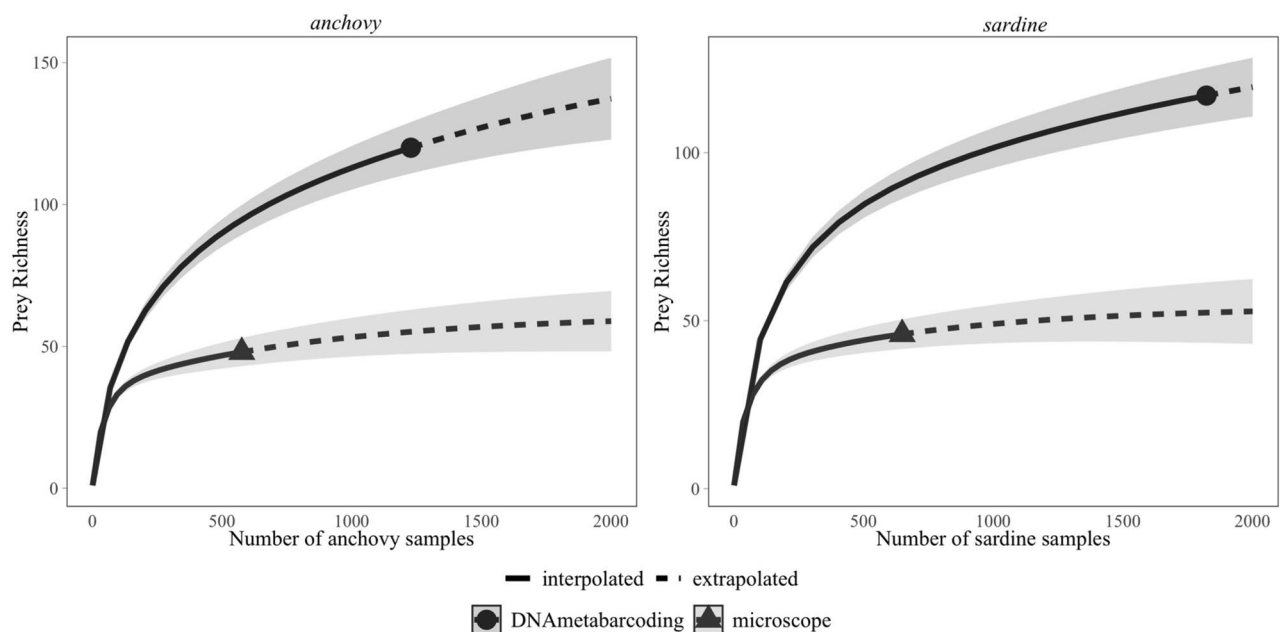 anchovy
sardine
Prey Richness
150
100
50
0
0 500 1000 1500 2000
Number of anchovy samples
Prey Richness
100
50
0
0 500 1000 1500 2000
Number of sardine samples
interpolated extrapolated
DNAmetabarcoding microscope